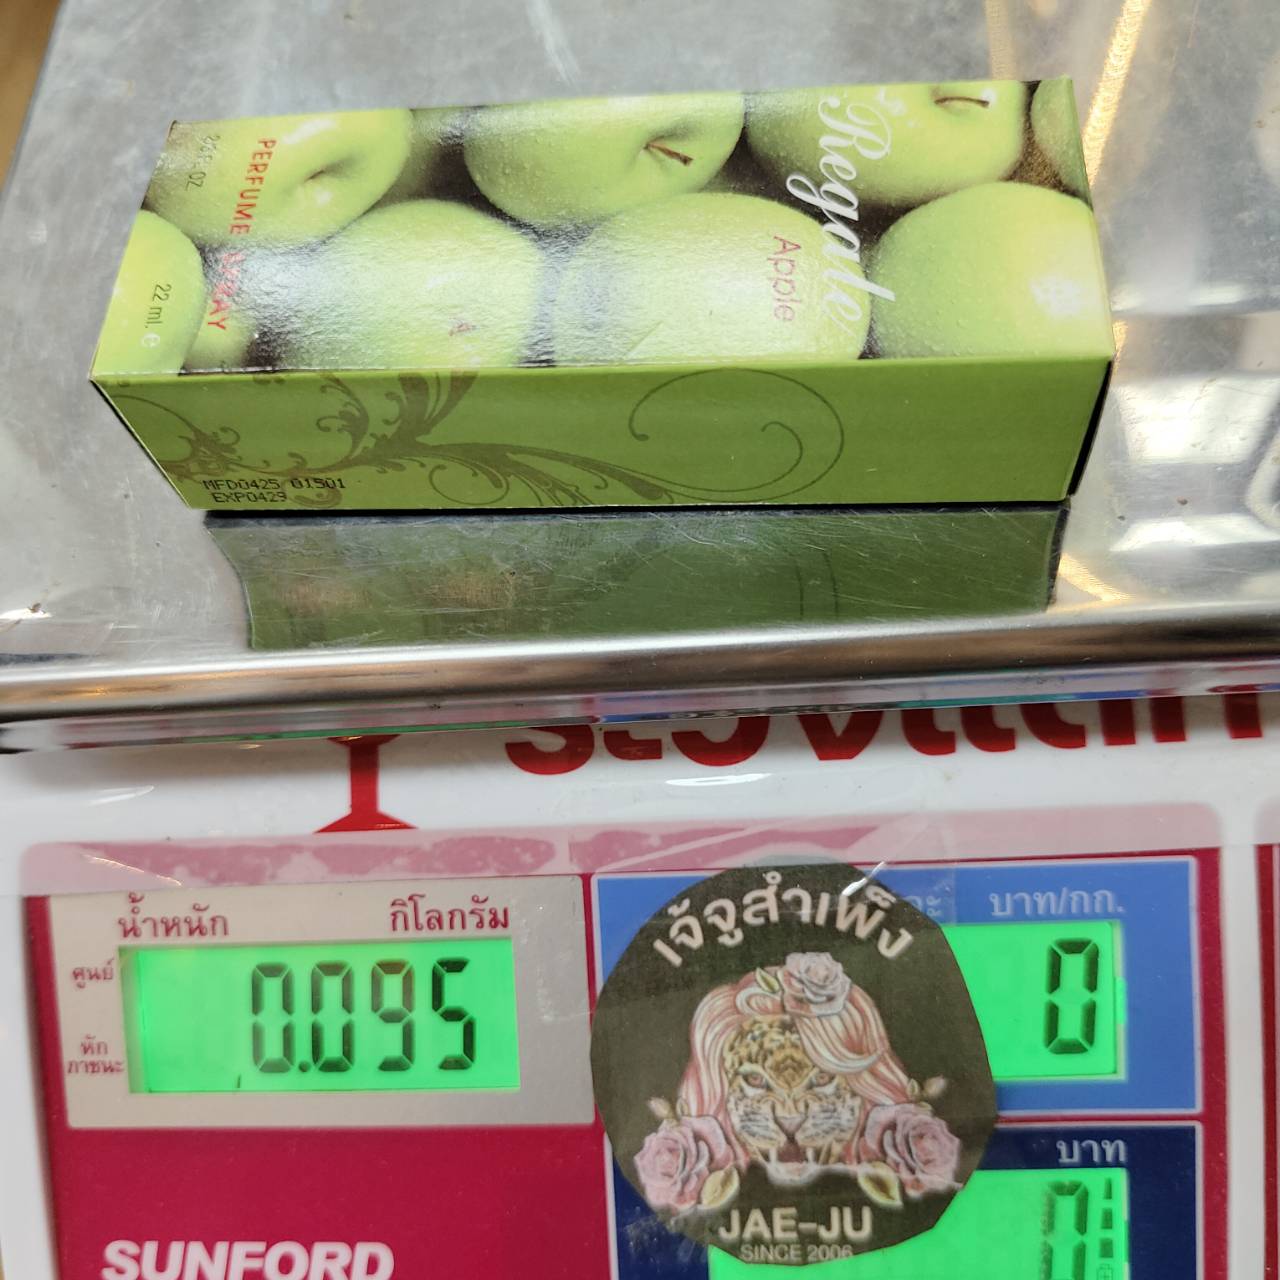 Regale
Apple
PERFUME SPRAY
22 ml. e
MFD0425 01501
EXP0429
น้ำหนัก
กิโลกรัม
ศูนย์
หัก
ภาชนะ
0.095
บาท/กก.
0
บาท
0
เจ้จูสำเพ็ง
JAE-JU
SINCE 2006
SUNFORD